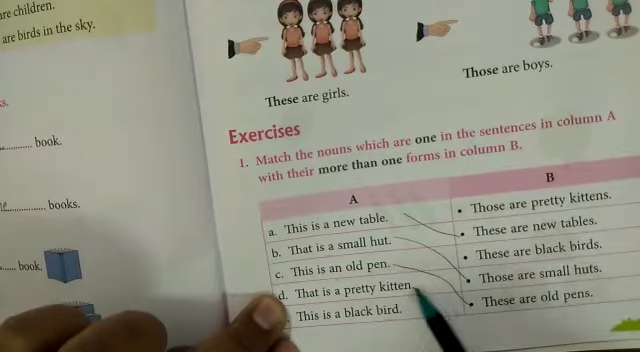 are children.
are birds in the sky.
book.
books.
book.
These are girls.
Those are boys.
Exercises
1. Match the nouns which are one in the sentences in column A
with their more than one forms in column B.
A
B
a. This is a new table.
b. That is a small hut.
c. This is an old pen.
d. That is a pretty kitten.
This is a black bird.
• Those are pretty kittens.
• These are new tables.
• These are black birds.
• Those are small huts.
• These are old pens.